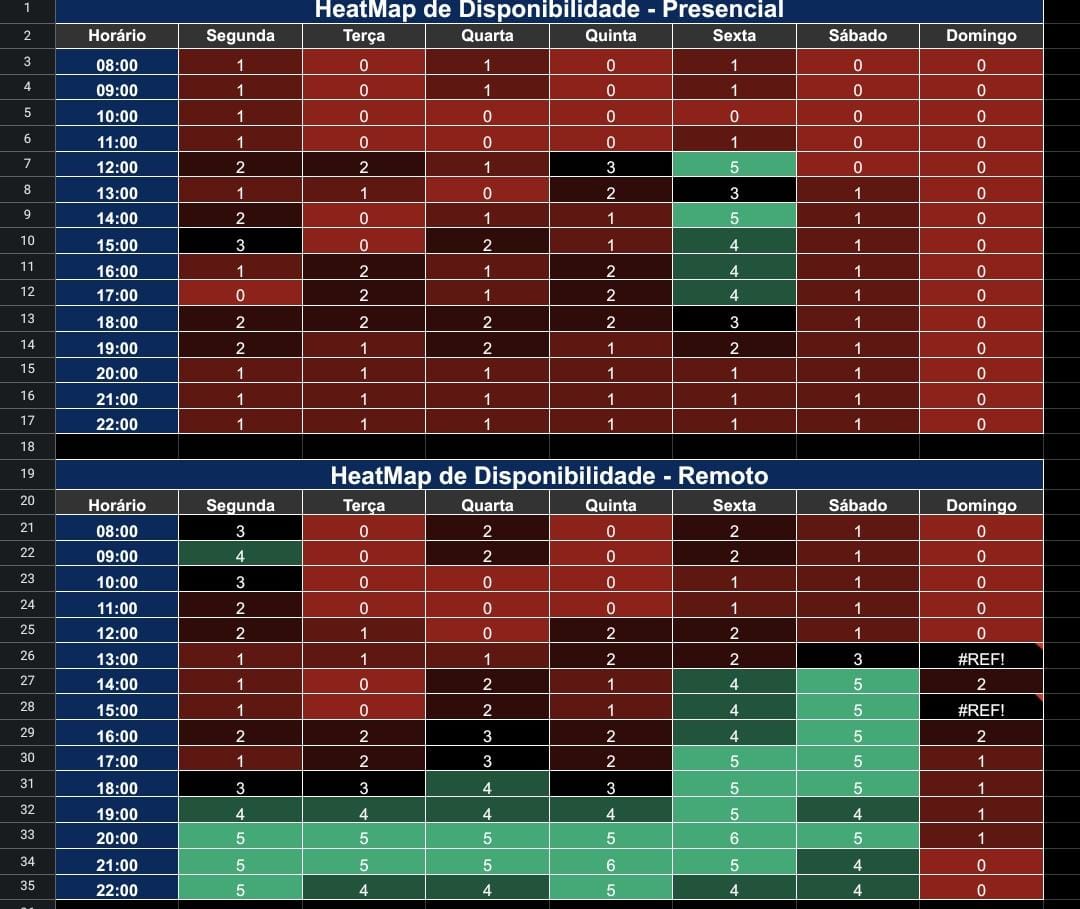 1 HeatMap de Disponibilidade - Presencial
2 Horário Segunda Terça Quarta Quinta Sexta Sábado Domingo
3 08:00 1 0 1 0 1 0 0
4 09:00 1 0 1 0 1 0 0
5 10:00 1 0 0 0 0 0 0
6 11:00 1 0 0 0 1 0 0
7 12:00 2 2 1 3 5 0 0
8 13:00 1 1 0 2 3 1 0
9 14:00 2 0 1 1 5 1 0
10 15:00 3 0 2 1 4 1 0
11 16:00 1 2 1 2 4 1 0
12 17:00 0 2 1 2 4 1 0
13 18:00 2 2 2 2 3 1 0
14 19:00 2 1 2 1 2 1 0
15 20:00 1 1 1 1 1 1 0
16 21:00 1 1 1 1 1 1 0
17 22:00 1 1 1 1 1 1 0
18
19 HeatMap de Disponibilidade - Remoto
20 Horário Segunda Terça Quarta Quinta Sexta Sábado Domingo
21 08:00 3 0 2 0 2 1 0
22 09:00 4 0 2 0 2 1 0
23 10:00 3 0 0 0 1 1 0
24 11:00 2 0 0 0 1 1 0
25 12:00 2 1 0 2 2 1 0
26 13:00 1 1 1 2 2 3 #REF!
27 14:00 1 0 2 1 4 5 2
28 15:00 1 0 2 1 4 5 #REF!
29 16:00 2 2 3 2 4 5 2
30 17:00 1 2 3 2 5 5 1
31 18:00 3 3 4 3 5 5 1
32 19:00 4 4 4 4 5 4 1
33 20:00 5 5 5 5 6 5 1
34 21:00 5 5 5 6 5 4 0
35 22:00 5 4 4 5 4 4 0